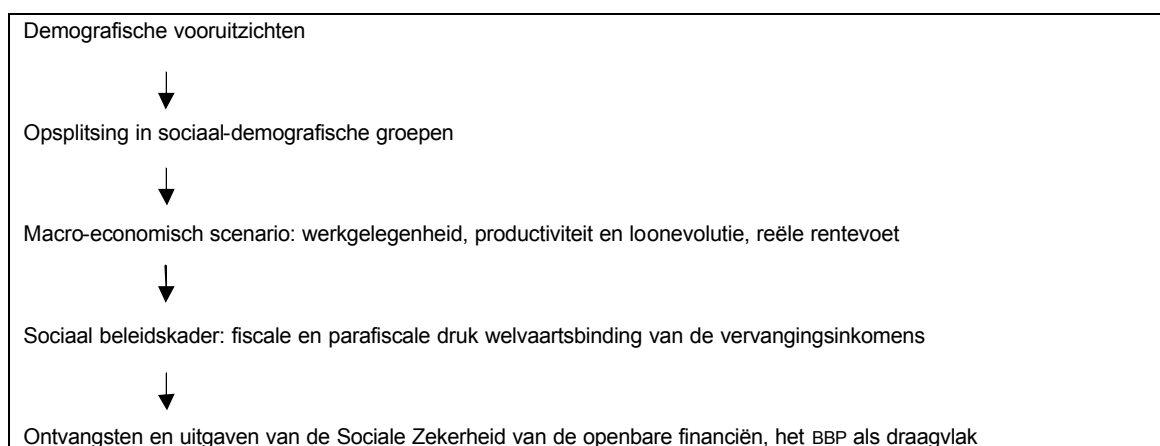 Demografische vooruitzichten
Opsplitsing in sociaal-demografische groepen
Macro-economisch scenario: werkgelegenheid, productiviteit en loonevolutie, reële rentevoet
Sociaal beleidskader: fiscale en parafiscale druk welvaartsbinding van de vervangingsinkomens
Ontvangsten en uitgaven van de Sociale Zekerheid van de openbare financiën, het BBP als draagvlak